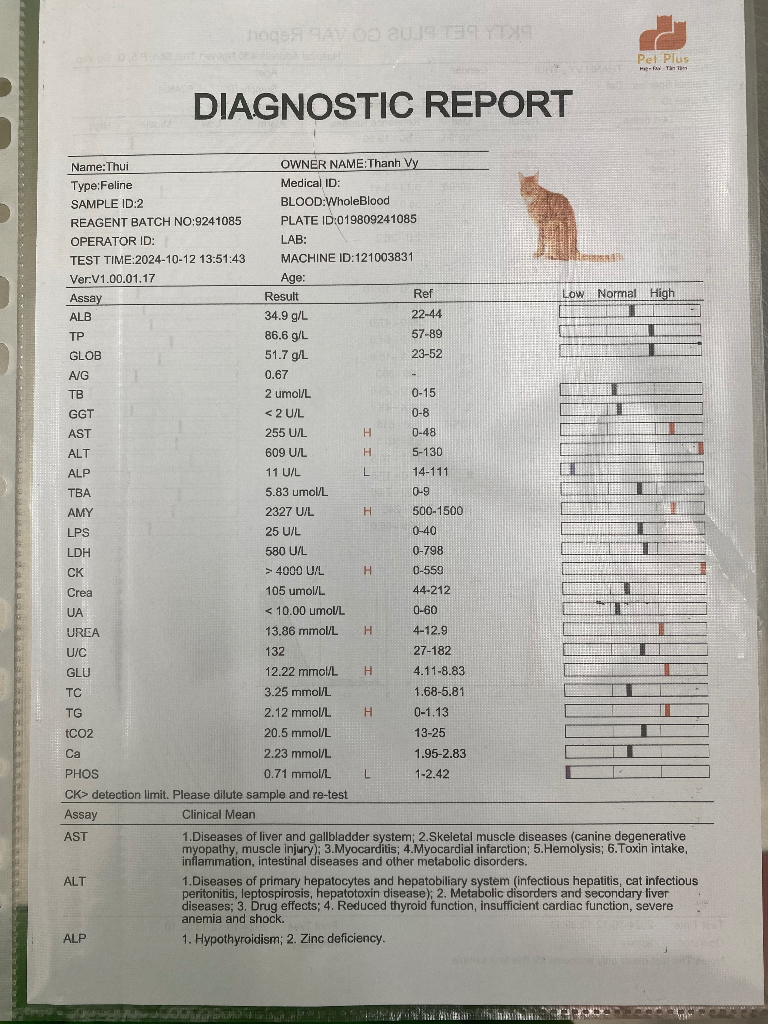 Pet Plus
DIAGNOSTIC REPORT
Name:Thui OWNER NAME:Thanh Vy
Type:Feline Medical ID:
SAMPLE ID:2 BLOOD:WholeBlood
REAGENT BATCH NO:9241085 PLATE ID:019809241085
OPERATOR ID: LAB:
TEST TIME:2024-10-12 13:51:43 MACHINE ID:121003831
Ver:V1.00.01.17 Age:
Assay Result Ref Low Normal High
ALB 34.9 g/L 22-44
TP 86.6 g/L 57-89
GLOB 51.7 g/L 23-52
A/G 0.67 -
TB 2 umol/L 0-15
GGT < 2 U/L 0-8
AST 255 U/L H 0-48
ALT 609 U/L H 5-130
ALP 11 U/L L 14-111
TBA 5.83 umol/L 0-9
AMY 2327 U/L H 500-1500
LPS 25 U/L 0-40
LDH 580 U/L 0-798
CK > 4000 U/L H 0-559
Crea 105 umol/L 44-212
UA < 10.00 umol/L 0-60
UREA 13.86 mmol/L H 4-12.9
U/C 132 27-182
GLU 12.22 mmol/L H 4.11-8.83
TC 3.25 mmol/L 1.68-5.81
TG 2.12 mmol/L H 0-1.13
tCO2 20.5 mmol/L 13-25
Ca 2.23 mmol/L 1.95-2.83
PHOS 0.71 mmol/L L 1-2.42
CK> detection limit. Please dilute sample and re-test
Assay Clinical Mean
AST 1.Diseases of liver and gallbladder system; 2.Skeletal muscle diseases (canine degenerative
myopathy, muscle injury); 3.Myocarditis; 4.Myocardial infarction; 5.Hemolysis; 6.Toxin intake,
inflammation, intestinal diseases and other metabolic disorders.
ALT 1.Diseases of primary hepatocytes and hepatobiliary system (infectious hepatitis, cat infectious
peritonitis, leptospirosis, hepatotoxin disease); 2. Metabolic disorders and secondary liver
diseases; 3. Drug effects; 4. Reduced thyroid function, insufficient cardiac function, severe
anemia and shock.
ALP 1. Hypothyroidism; 2. Zinc deficiency.